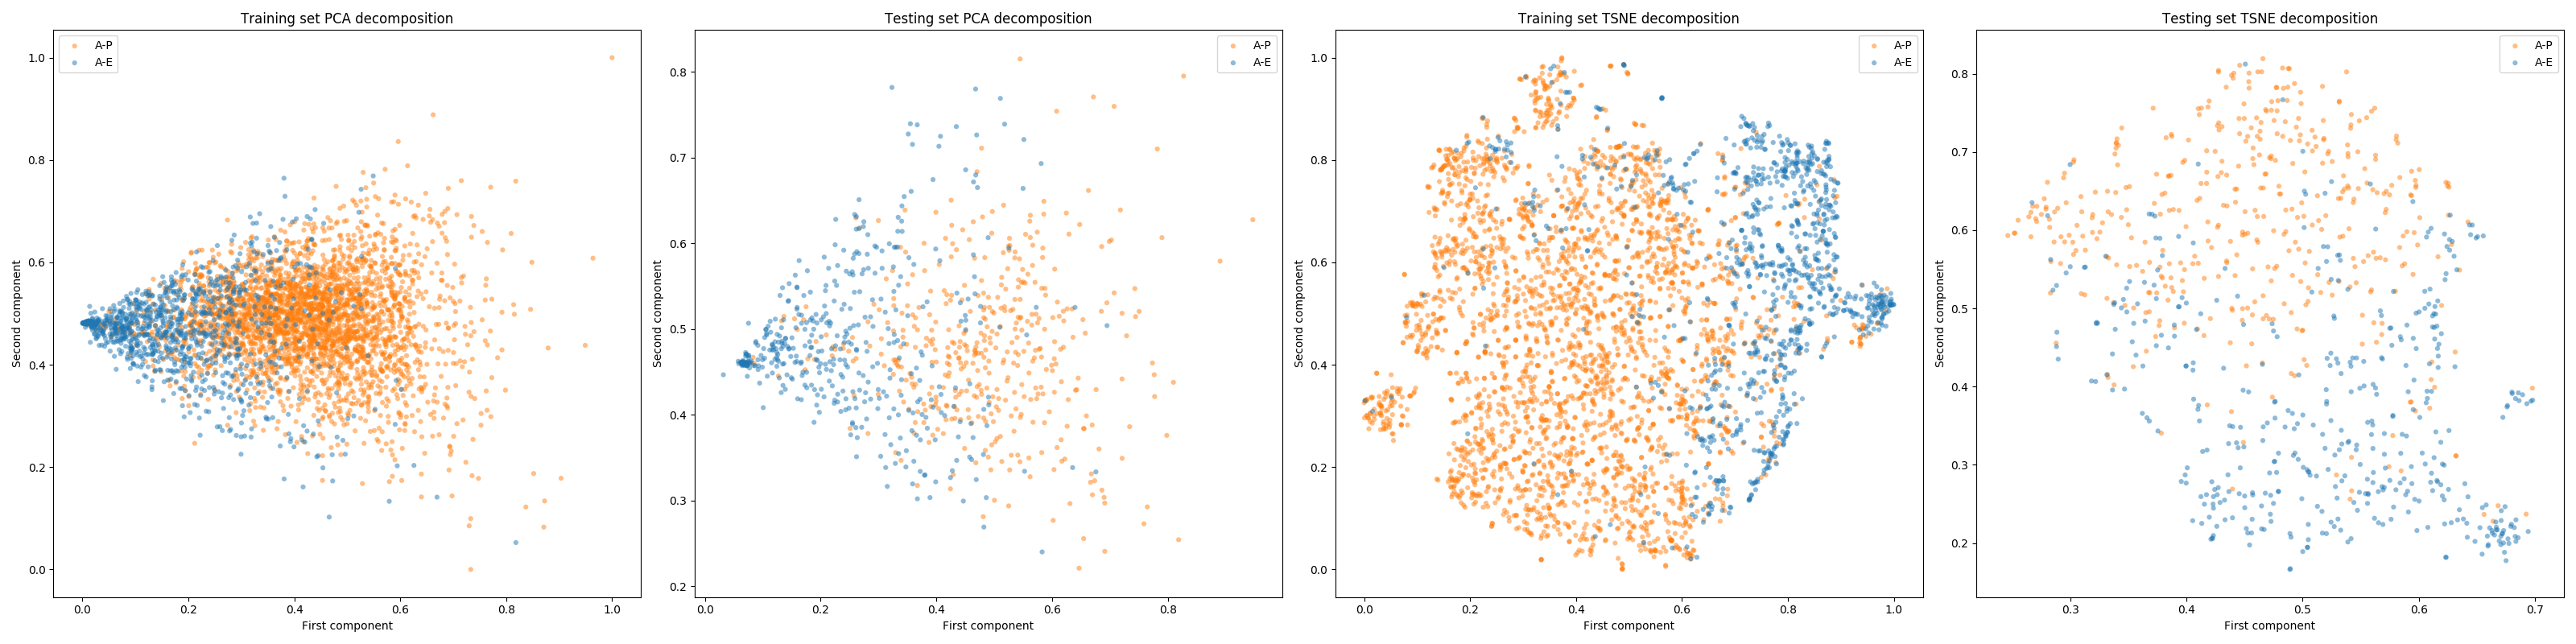 Training set PCA decomposition
A-P
A-E
Second component
1.0
0.8
0.6
0.4
0.2
0.0
0.0 0.2 0.4 0.6 0.8 1.0
First component
Testing set PCA decomposition
A-P
A-E
Second component
0.8
0.7
0.6
0.5
0.4
0.3
0.2
0.0 0.2 0.4 0.6 0.8
First component
Training set TSNE decomposition
A-P
A-E
Second component
1.0
0.8
0.6
0.4
0.2
0.0
0.0 0.2 0.4 0.6 0.8 1.0
First component
Testing set TSNE decomposition
A-P
A-E
Second component
0.8
0.7
0.6
0.5
0.4
0.3
0.2
0.3 0.4 0.5 0.6 0.7
First component